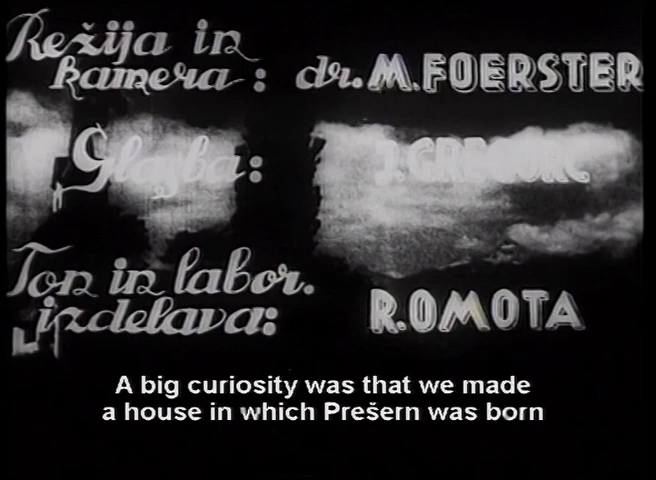 Režija in
kamera: dr. M. FOERSTER
Glasba: J. GREGORC
Ton in labor.
izdelava: R. OMOTA
A big curiosity was that we made
a house in which Prešern was born